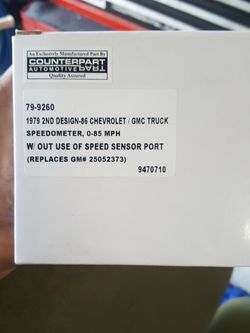 An Exclusively Manufactured Part By
COUNTERPART
AUTOMOTIVE PART
Quality Assured
79-9260
1979 2ND DESIGN-86 CHEVROLET / GMC TRUCK
SPEEDOMETER, 0-85 MPH
W/ OUT USE OF SPEED SENSOR PORT
(REPLACES GM# 25052373)
9470710